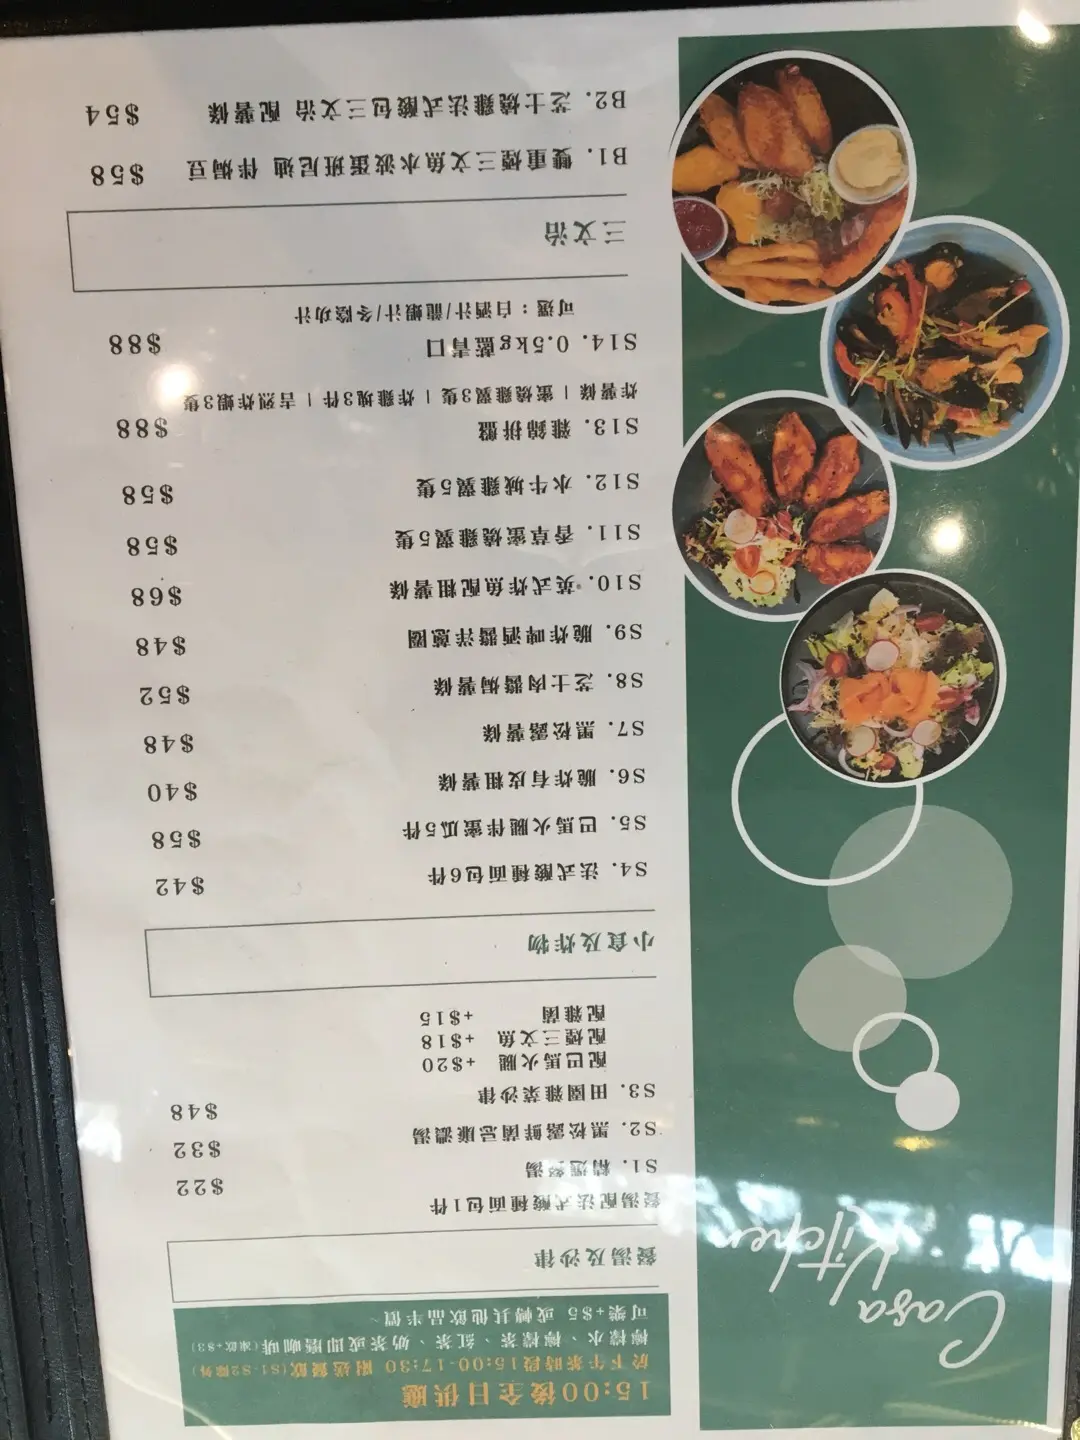 Casa
Kitchen
15:00後全日供應
於下午茶時段15:00-17:30 附送餐飲(S1-S2除外)
檸檬水、檸檬茶、紅茶、奶茶或即磨咖啡(凍飲+$3)
可樂+$5 或轉其他飲品半價~
餐湯及沙律
餐湯配法式酸種面包1件
S1. 精選餐湯 $22
S2. 黑松露鮮菌忌廉濃湯 $32
S3. 田園雜菜沙律 $48
配巴馬火腿 +$20
配煙三文魚 +$18
配雜菌 +$15
小食及炸物
S4. 法式酸種面包6件 $42
S5. 巴馬火腿伴蜜瓜5件 $58
S6. 脆炸有皮粗薯條 $40
S7. 黑松露薯條 $48
S8. 芝士肉醬焗薯條 $52
S9. 脆炸啤酒醬洋蔥圈 $48
S10. 英式炸魚配粗薯條 $68
S11. 香草蜜燒雞翼5隻 $58
S12. 水牛城雞翼5隻 $58
S13. 雜錦拼盤 $88
炸薯條 | 蜜燒雞翼3隻 | 炸雞塊3件 | 吉列炸蝦3隻
S14. 0.5kg藍青口 $88
可選：白酒汁/龍蝦汁/冬陰功汁
三文治
B1. 雙重煙三文魚水波蛋班尼迪 伴焗豆 $58
B2. 芝士燒雞法式酸包三文治 配薯條 $54